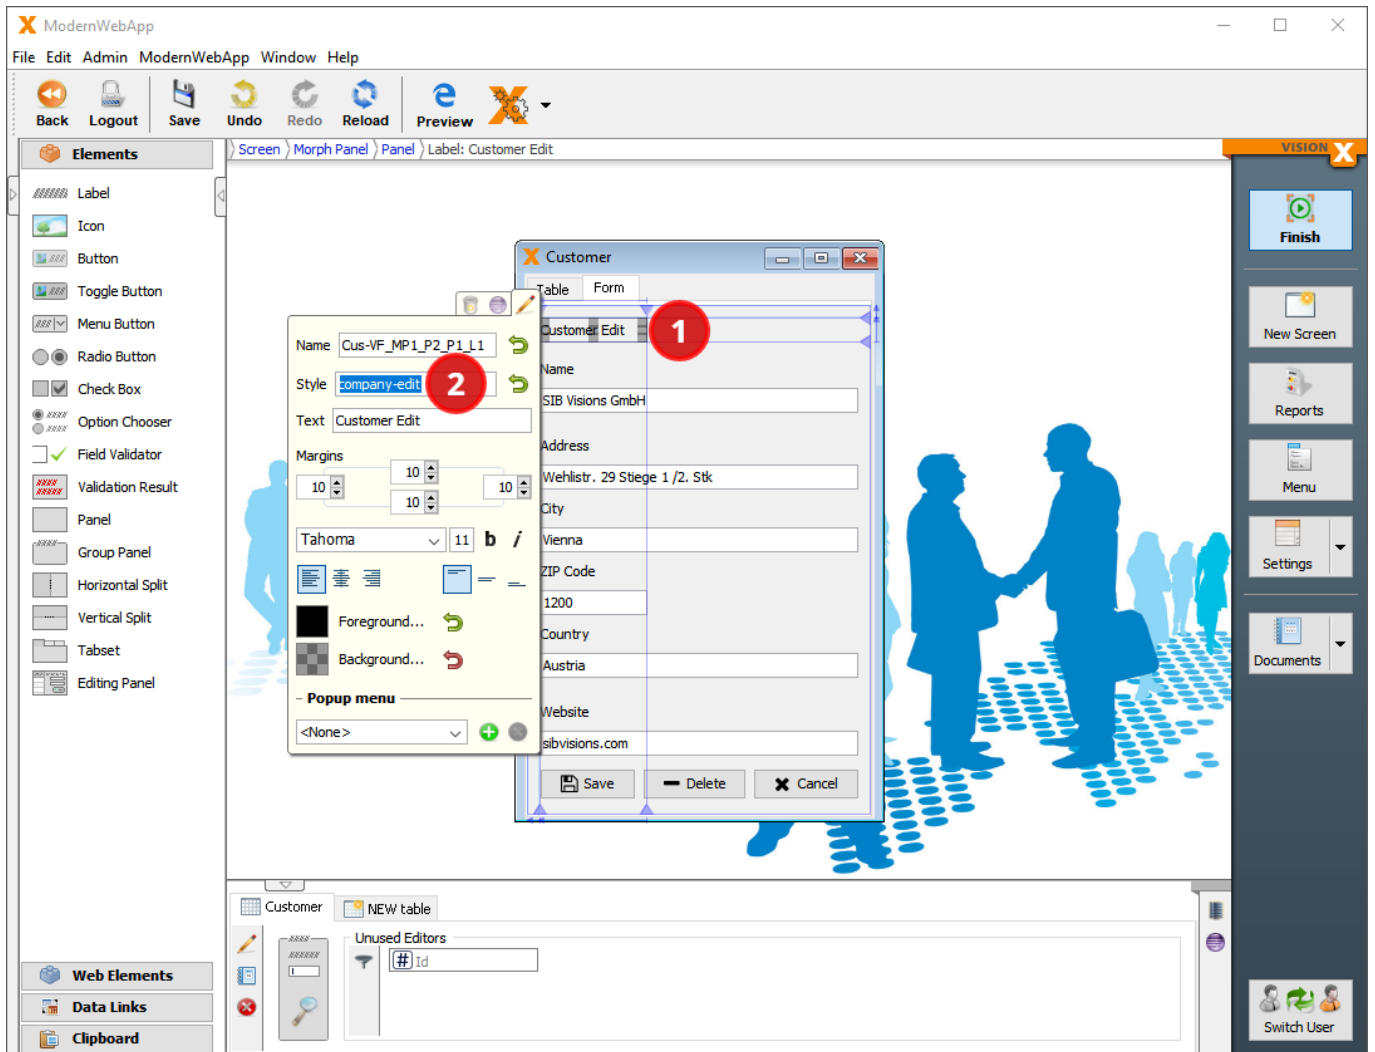 ModernWebApp
File Edit Admin ModernWebApp Window Help
Back Logout Save Undo Redo Reload Preview
Elements
Screen Morph Panel Panel Label: Customer Edit
VISION X
Label
Icon
Button
Toggle Button
Menu Button
Radio Button
Check Box
Option Chooser
Field Validator
Validation Result
Panel
Group Panel
Horizontal Split
Vertical Split
Tabset
Editing Panel
Web Elements
Data Links
Clipboard
Name Cus-VF_MP1_P2_P1_L1
Style company-edit
2
Text Customer Edit
Margins
10
10 10
10
Tahoma 11 b i
Foreground...
Background...
Popup menu
<None>
Customer
Table Form
Customer Edit
1
Name
SIB Visions GmbH
Address
Wehlistr. 29 Stiege 1 /2. Stk
City
Vienna
ZIP Code
1200
Country
Austria
Website
sibvisions.com
Save Delete Cancel
Customer NEW table
Unused Editors
# Id
Finish
New Screen
Reports
Menu
Settings
Documents
Switch User